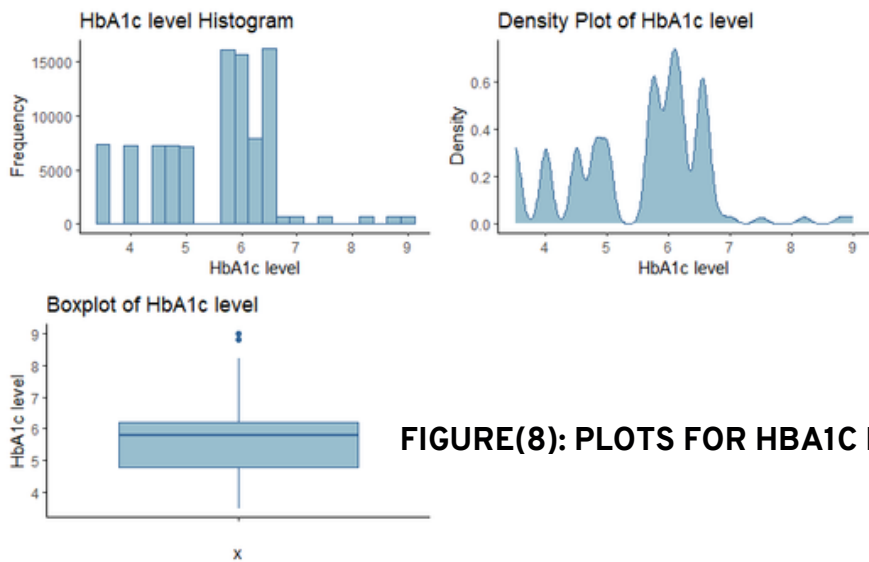 HbA1c level Histogram
15000
10000
5000
0
Frequency
4 5 6 7 8 9
HbA1c level
Density Plot of HbA1c level
0.6
0.4
0.2
0.0
Density
4 5 6 7 8 9
HbA1c level
Boxplot of HbA1c level
9
8
7
6
5
4
HbA1c level
x
FIGURE(8): PLOTS FOR HBA1C